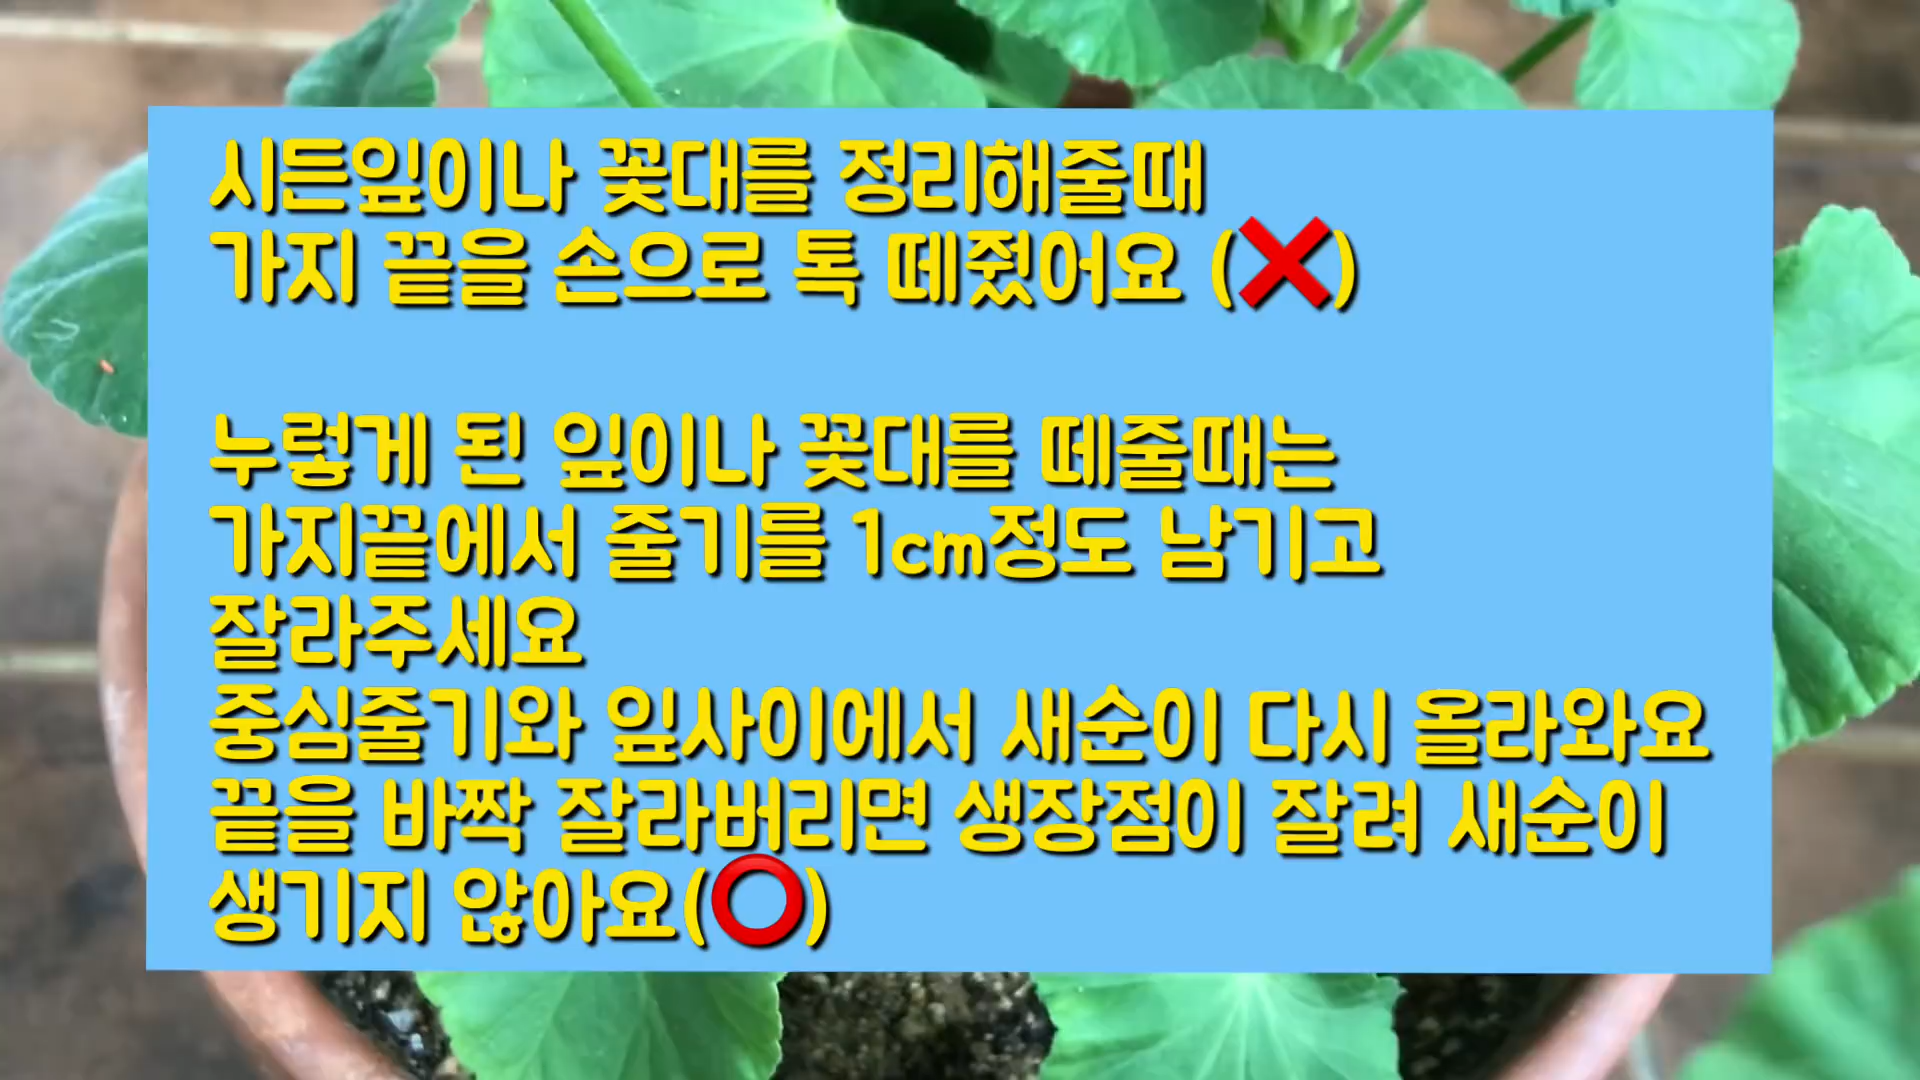 시든잎이나 꽃대를 정리해줄때
가지 끝을 손으로 톡 떼줬어요 (❌)
누렇게 된 잎이나 꽃대를 떼줄때는
가지끝에서 줄기를 1cm정도 남기고
잘라주세요
중심줄기와 잎사이에서 새순이 다시 올라와요
끝을 바짝 잘라버리면 생장점이 잘려 새순이
생기지 않아요(⭕)